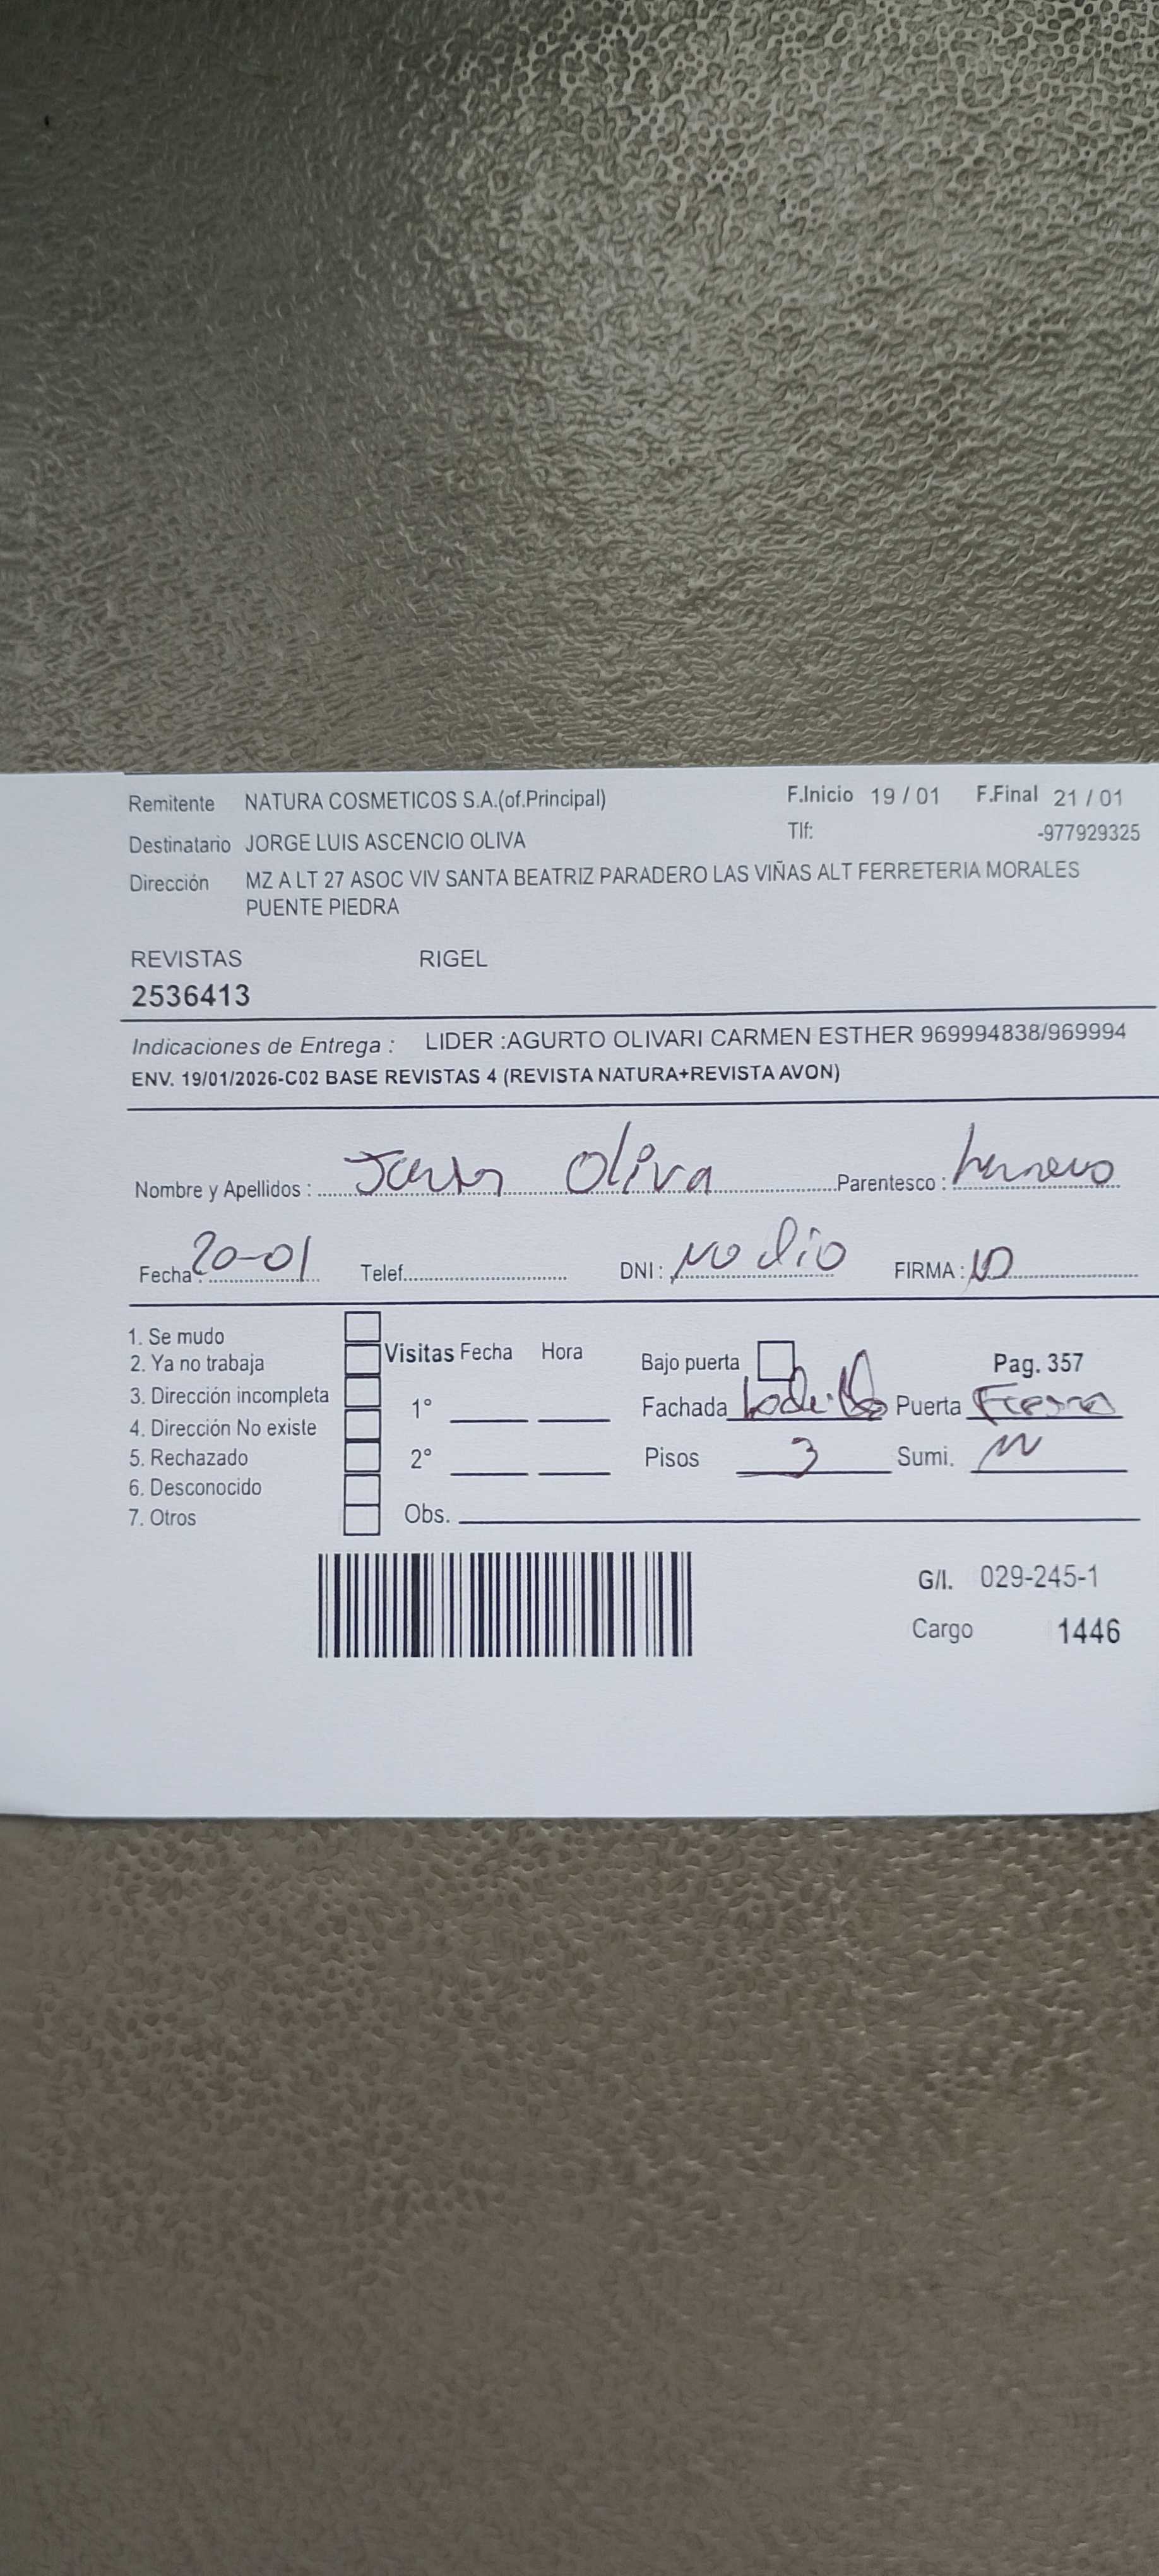 Remitente NATURA COSMETICOS S.A.(of.Principal) F.Inicio 19 / 01 F.Final 21 / 01
Destinatario JORGE LUIS ASCENCIO OLIVA Tlf: -977929325
Dirección MZ A LT 27 ASOC VIV SANTA BEATRIZ PARADERO LAS VIÑAS ALT FERRETERIA MORALES
PUENTE PIEDRA
REVISTAS RIGEL
2536413
Indicaciones de Entrega : LIDER :AGURTO OLIVARI CARMEN ESTHER 969994838/969994
ENV. 19/01/2026-C02 BASE REVISTAS 4 (REVISTA NATURA+REVISTA AVON)
Nombre y Apellidos : Oliva Parentesco :
Fecha : 20-01 Telef. DNI : NO dio FIRMA :
1. Se mudo
2. Ya no trabaja Visitas Fecha Hora Bajo puerta Pag. 357
3. Dirección incompleta 1° Fachada Puerta
4. Dirección No existe
5. Rechazado 2° Pisos 3 Sumi.
6. Desconocido
7. Otros Obs.
G/I. 029-245-1
Cargo 1446